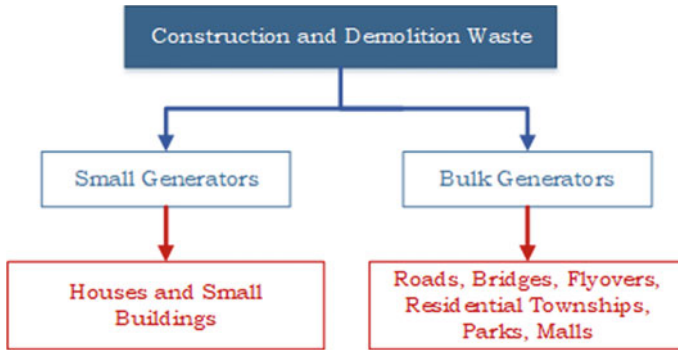 Construction and Demolition Waste
Small Generators
Bulk Generators
Houses and Small
Buildings
Roads, Bridges, Flyovers,
Residential Townships,
Parks, Malls